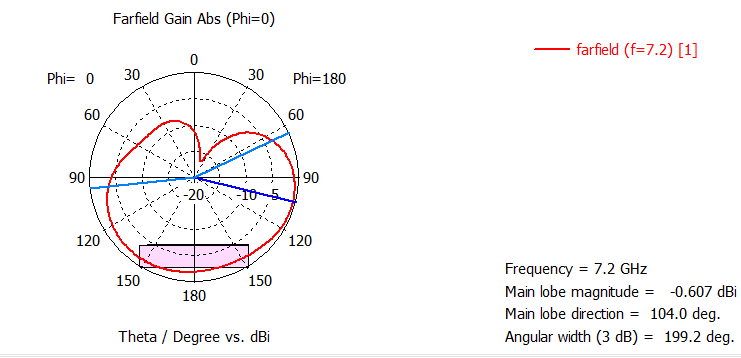 Farfield Gain Abs (Phi=0)
farfield (f=7.2) [1]
Phi= 0 30 0 30 Phi=180
60 60
90 -20 -10 5 90
120 120
150 180 150
Frequency = 7.2 GHz
Main lobe magnitude = -0.607 dBi
Main lobe direction = 104.0 deg.
Angular width (3 dB) = 199.2 deg.
Theta / Degree vs. dBi